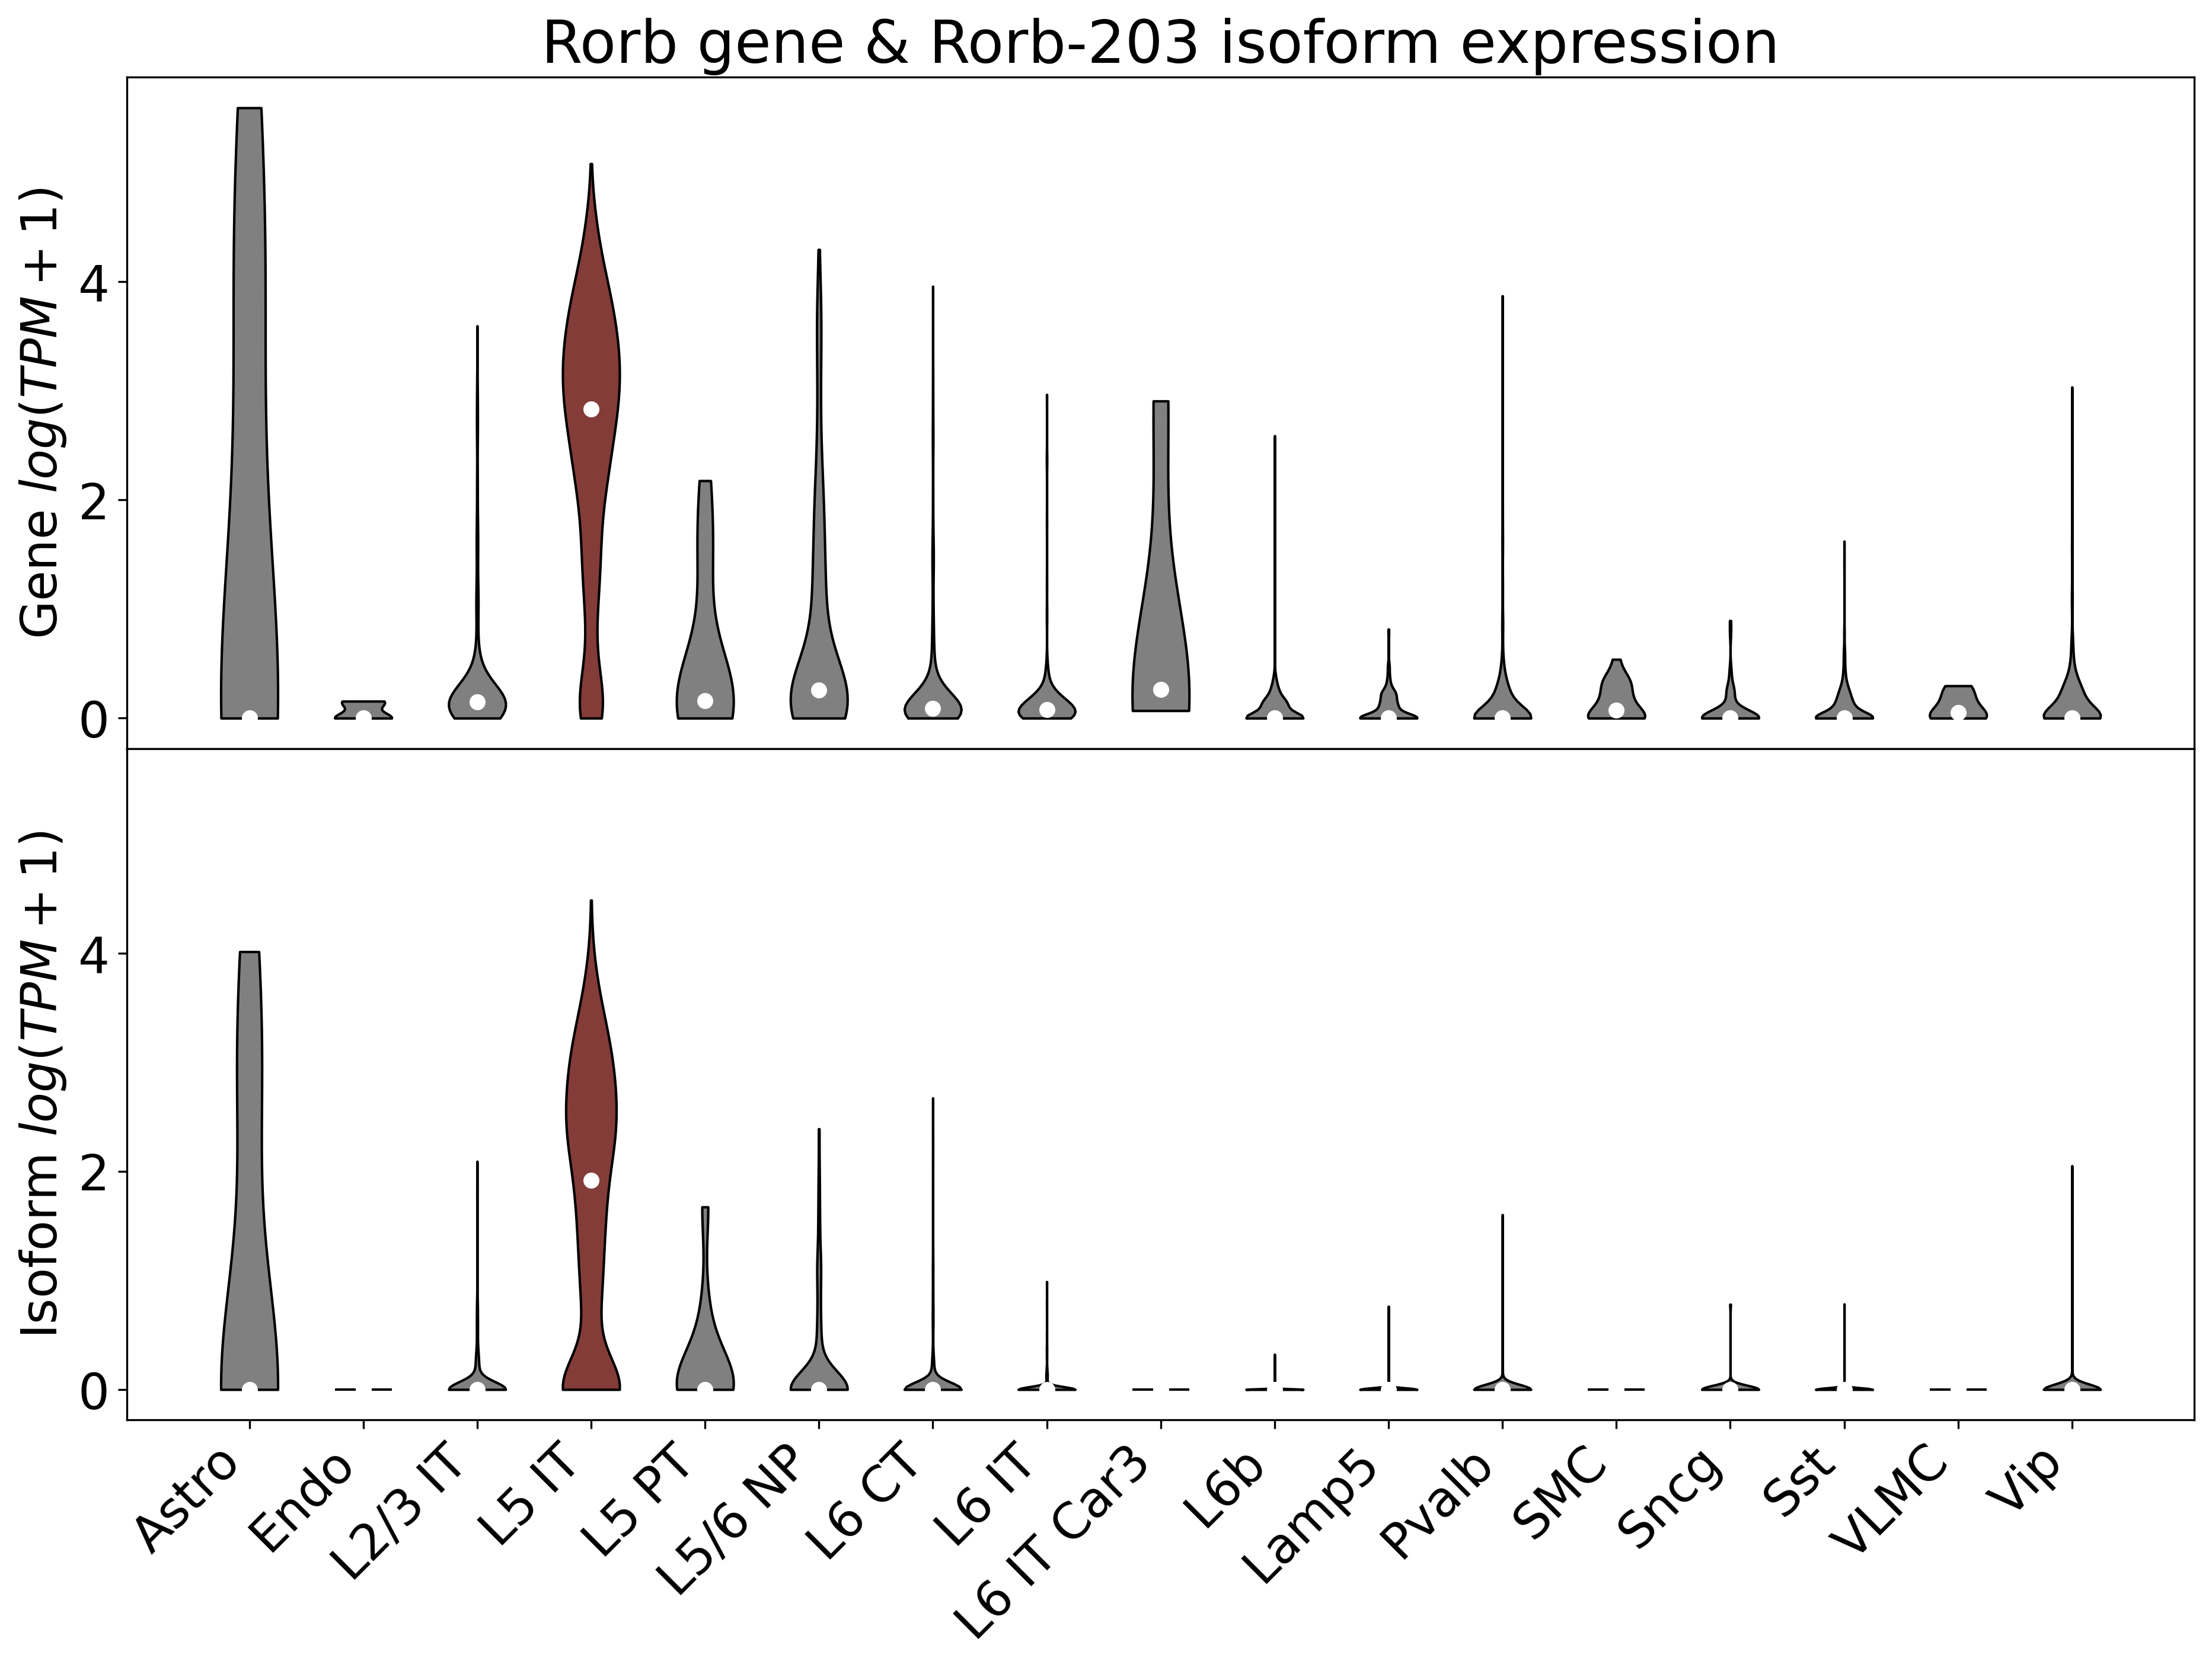 Rorb gene & Rorb-203 isoform expression
Gene log(TPM + 1)
4
2
0
Isoform log(TPM + 1)
4
2
0
Astro
Endo
L2/3 IT
L5 IT
L5 PT
L5/6 NP
L6 CT
L6 IT
L6 IT Car3
L6b
Lamp5
Pvalb
SMC
Sncg
Sst
VLMC
Vip